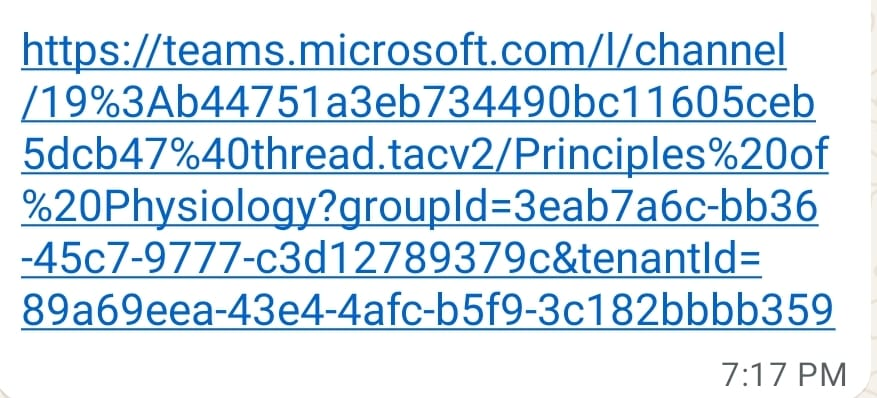 https://teams.microsoft.com/l/channel
/19%3Ab44751a3eb734490bc11605ceb
5dcb47%40thread.tacv2/Principles%20of
%20Physiology?groupId=3eab7a6c-bb36
-45c7-9777-c3d12789379c&tenantId=
89a69eea-43e4-4afc-b5f9-3c182bbbb359
7:17 PM